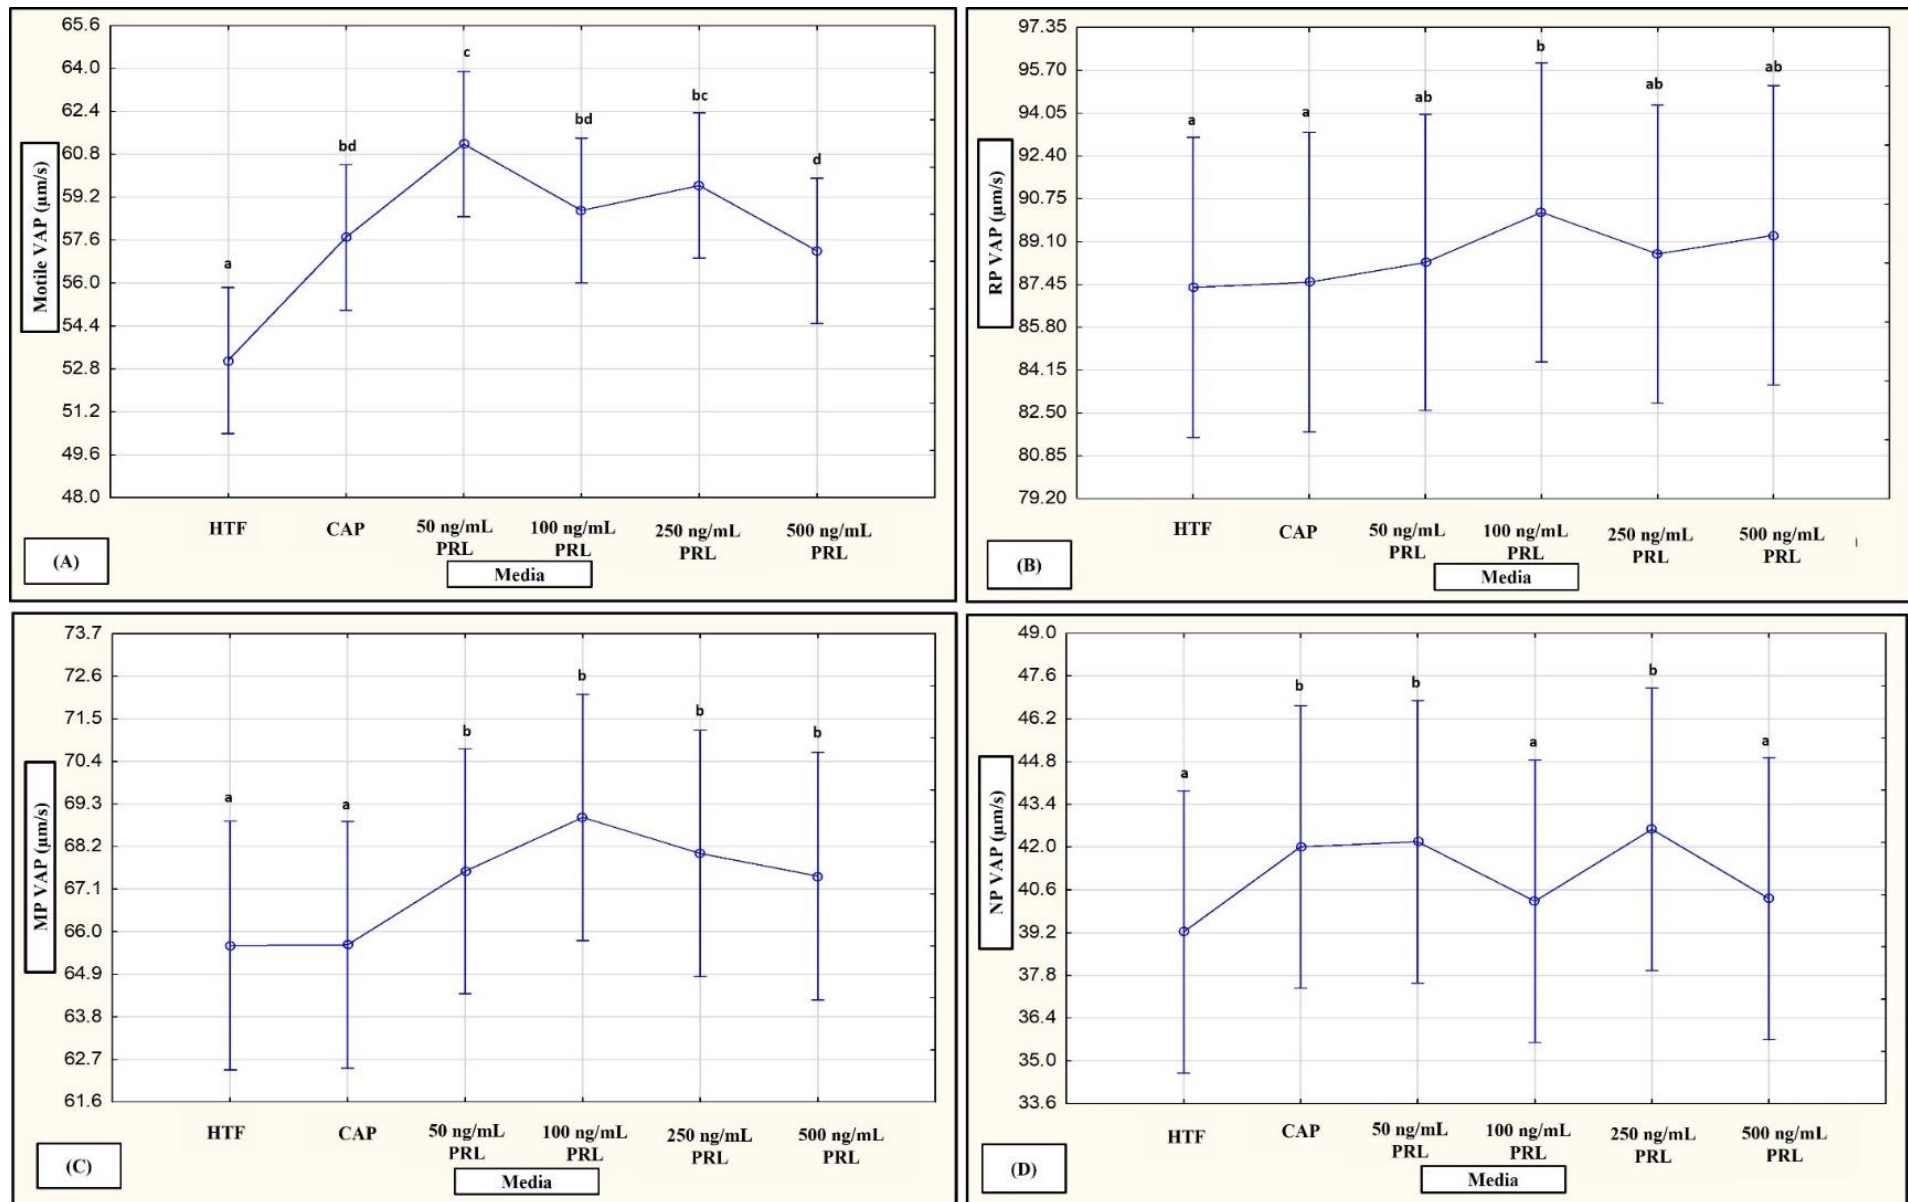 65.6
64.0
62.4
60.8
59.2
57.6
56.0
54.4
52.8
51.2
49.6
48.0
Motile VAP (µm/s)
a
bd
c
bd
bc
d
HTF
CAP
50 ng/mL
PRL
100 ng/mL
PRL
250 ng/mL
PRL
500 ng/mL
PRL
(A)
Media
97.35
95.70
94.05
92.40
90.75
89.10
87.45
85.80
84.15
82.50
80.85
79.20
RP VAP (µm/s)
a
a
ab
b
ab
ab
HTF
CAP
50 ng/mL
PRL
100 ng/mL
PRL
250 ng/mL
PRL
500 ng/mL
PRL
(B)
Media
73.7
72.6
71.5
70.4
69.3
68.2
67.1
66.0
64.9
63.8
62.7
61.6
MP VAP (µm/s)
a
a
b
b
b
b
HTF
CAP
50 ng/mL
PRL
100 ng/mL
PRL
250 ng/mL
PRL
500 ng/mL
PRL
(C)
Media
49.0
47.6
46.2
44.8
43.4
42.0
40.6
39.2
37.8
36.4
35.0
33.6
NP VAP (µm/s)
a
b
b
a
b
a
HTF
CAP
50 ng/mL
PRL
100 ng/mL
PRL
250 ng/mL
PRL
500 ng/mL
PRL
(D)
Media